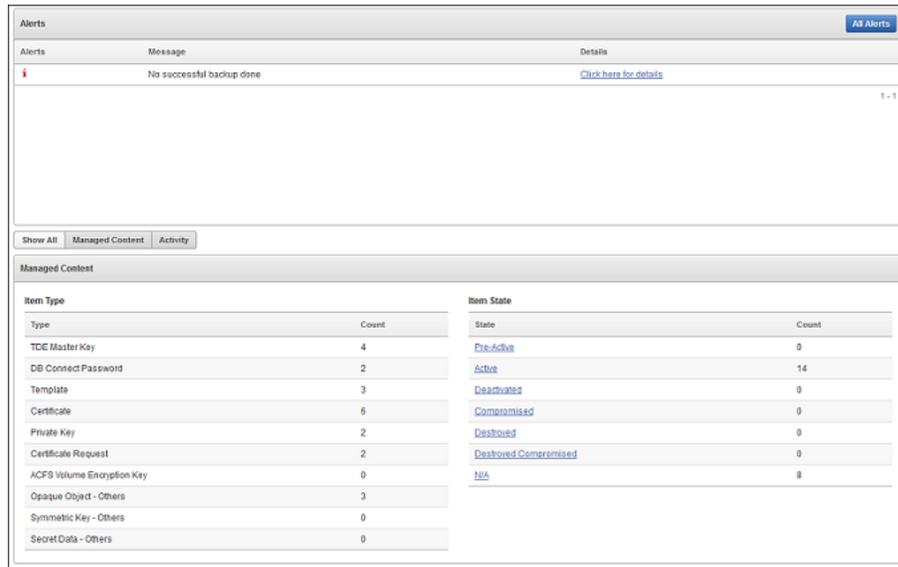 Alerts
All Alerts
Alerts Message Details
No successful backup done Click here for details
1 - 1
Show All Managed Content Activity
Managed Content
Item Type
Type Count
TDE Master Key 4
DB Connect Password 2
Template 3
Certificate 6
Private Key 2
Certificate Request 2
ACFS Volume Encryption Key 0
Opaque Object - Others 3
Symmetric Key - Others 0
Secret Data - Others 0
Item State
State Count
Pre-Active 0
Active 14
Deactivated 0
Compromised 0
Destroyed 0
Destroyed Compromised 0
N/A 8